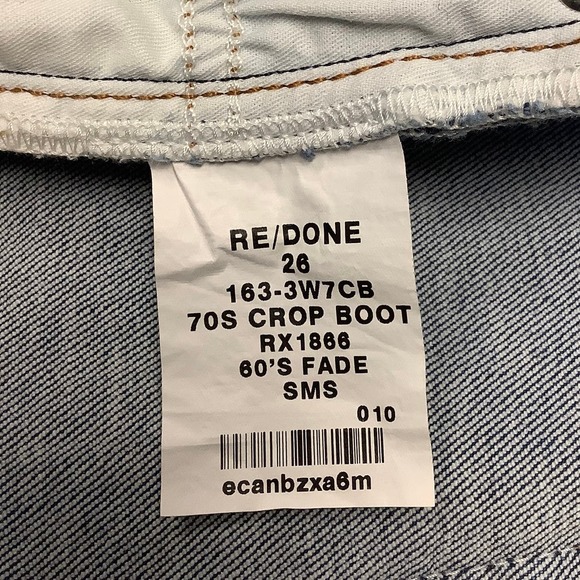 RE/DONE
26
163-3W7CB
70S CROP BOOT
RX1866
60'S FADE
SMS
010
ecanbzxa6m